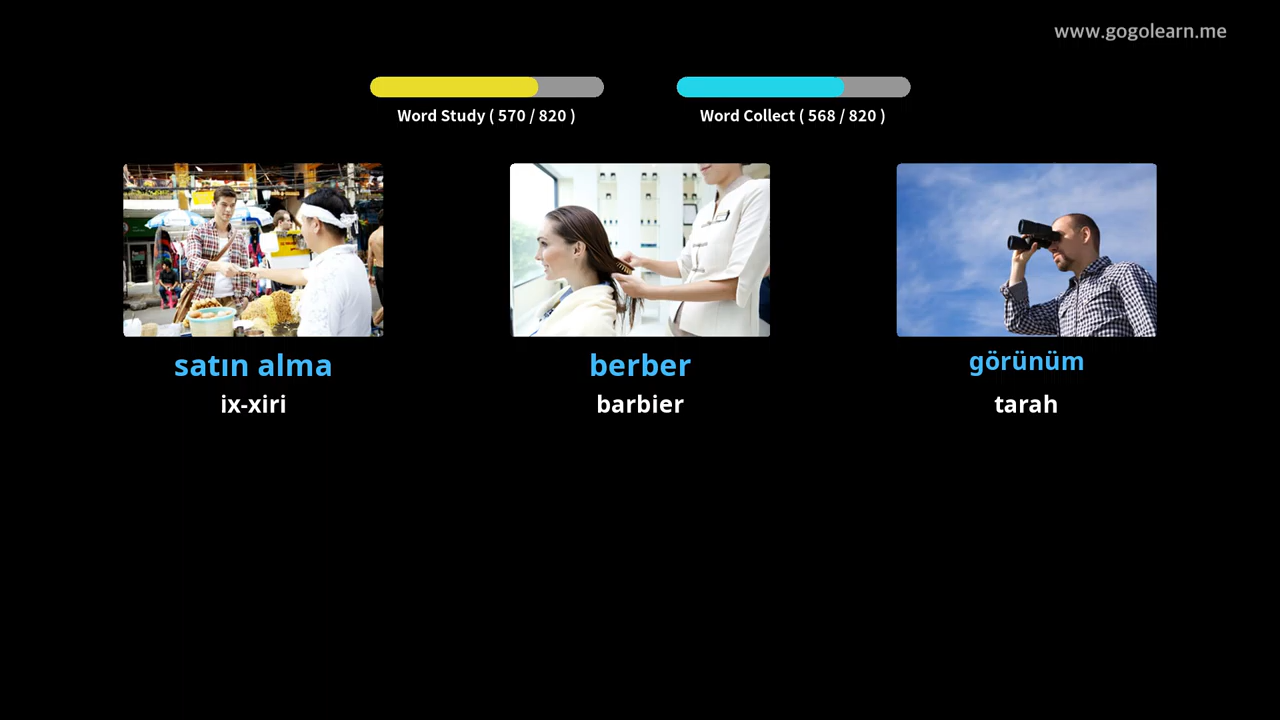 www.gogolearn.me
Word Study ( 570 / 820 )
Word Collect ( 568 / 820 )
satın alma
ix-xiri
berber
barbier
görünüm
tarah